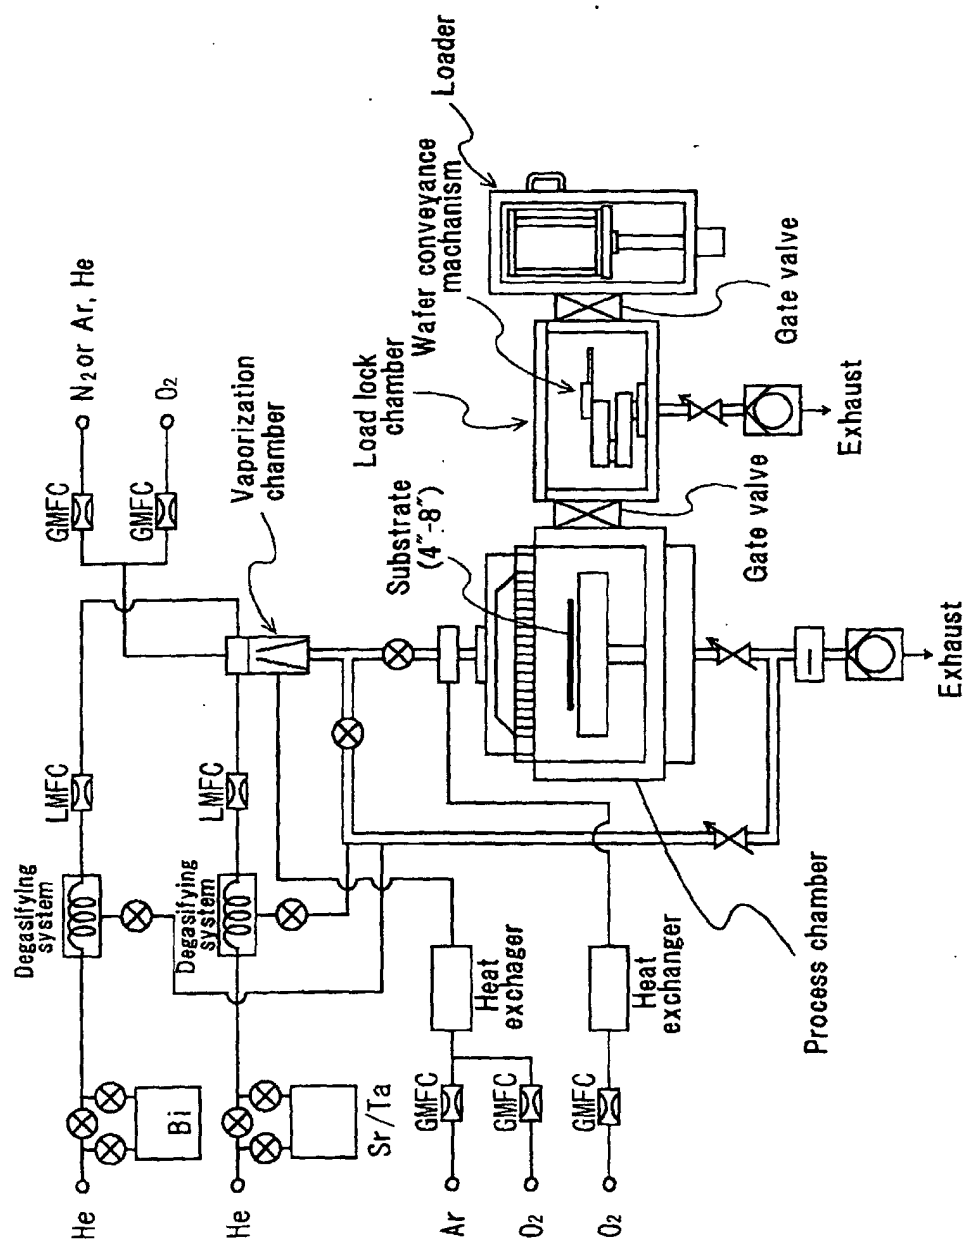 He
Bi
Degasifying
system
LMFC
GMFC
N₂ or Ar, He
GMFC
O₂
He
Sr/Ta
Degasifying
system
LMFC
Vaporization
chamber
Ar
GMFC
O₂
GMFC
Heat
exchager
O₂
GMFC
Heat
exchanger
Substrate
(4″-8″)
Load lock
chamber
Wafer conveyance
machanism
Loader
Process chamber
Gate valve
Gate valve
Exhaust
Exhaust